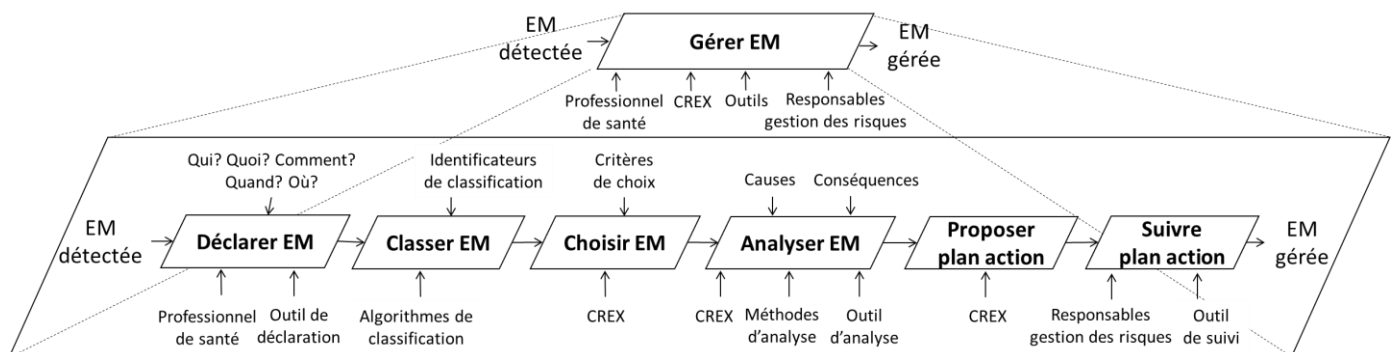 EM
détectée
Gérer EM
EM
gérée
Professionnel
de santé
CREX
Outils
Responsables
gestion des risques
Qui? Quoi? Comment?
Quand? Où?
Identificateurs
de classification
Critères
de choix
Causes
Conséquences
EM
détectée
Déclarer EM
Classer EM
Choisir EM
Analyser EM
Proposer
plan action
Suivre
plan action
EM
gérée
Professionnel
de santé
Outil de
déclaration
Algorithmes de
classification
CREX
CREX
Méthodes
d'analyse
Outil
d'analyse
CREX
Responsables
gestion des risques
Outil
de suivi